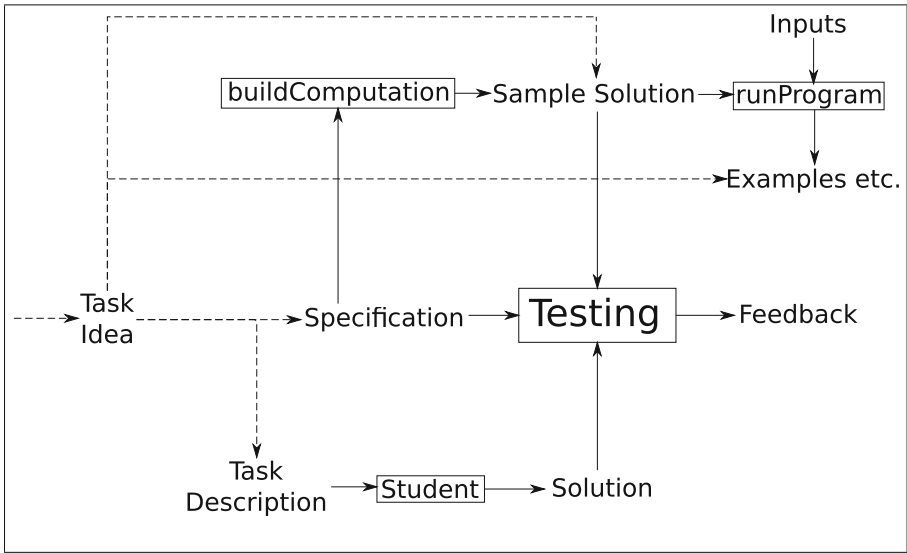 Inputs
buildComputation
Sample Solution
runProgram
Examples etc.
Task
Idea
Specification
Testing
Feedback
Task
Description
Student
Solution